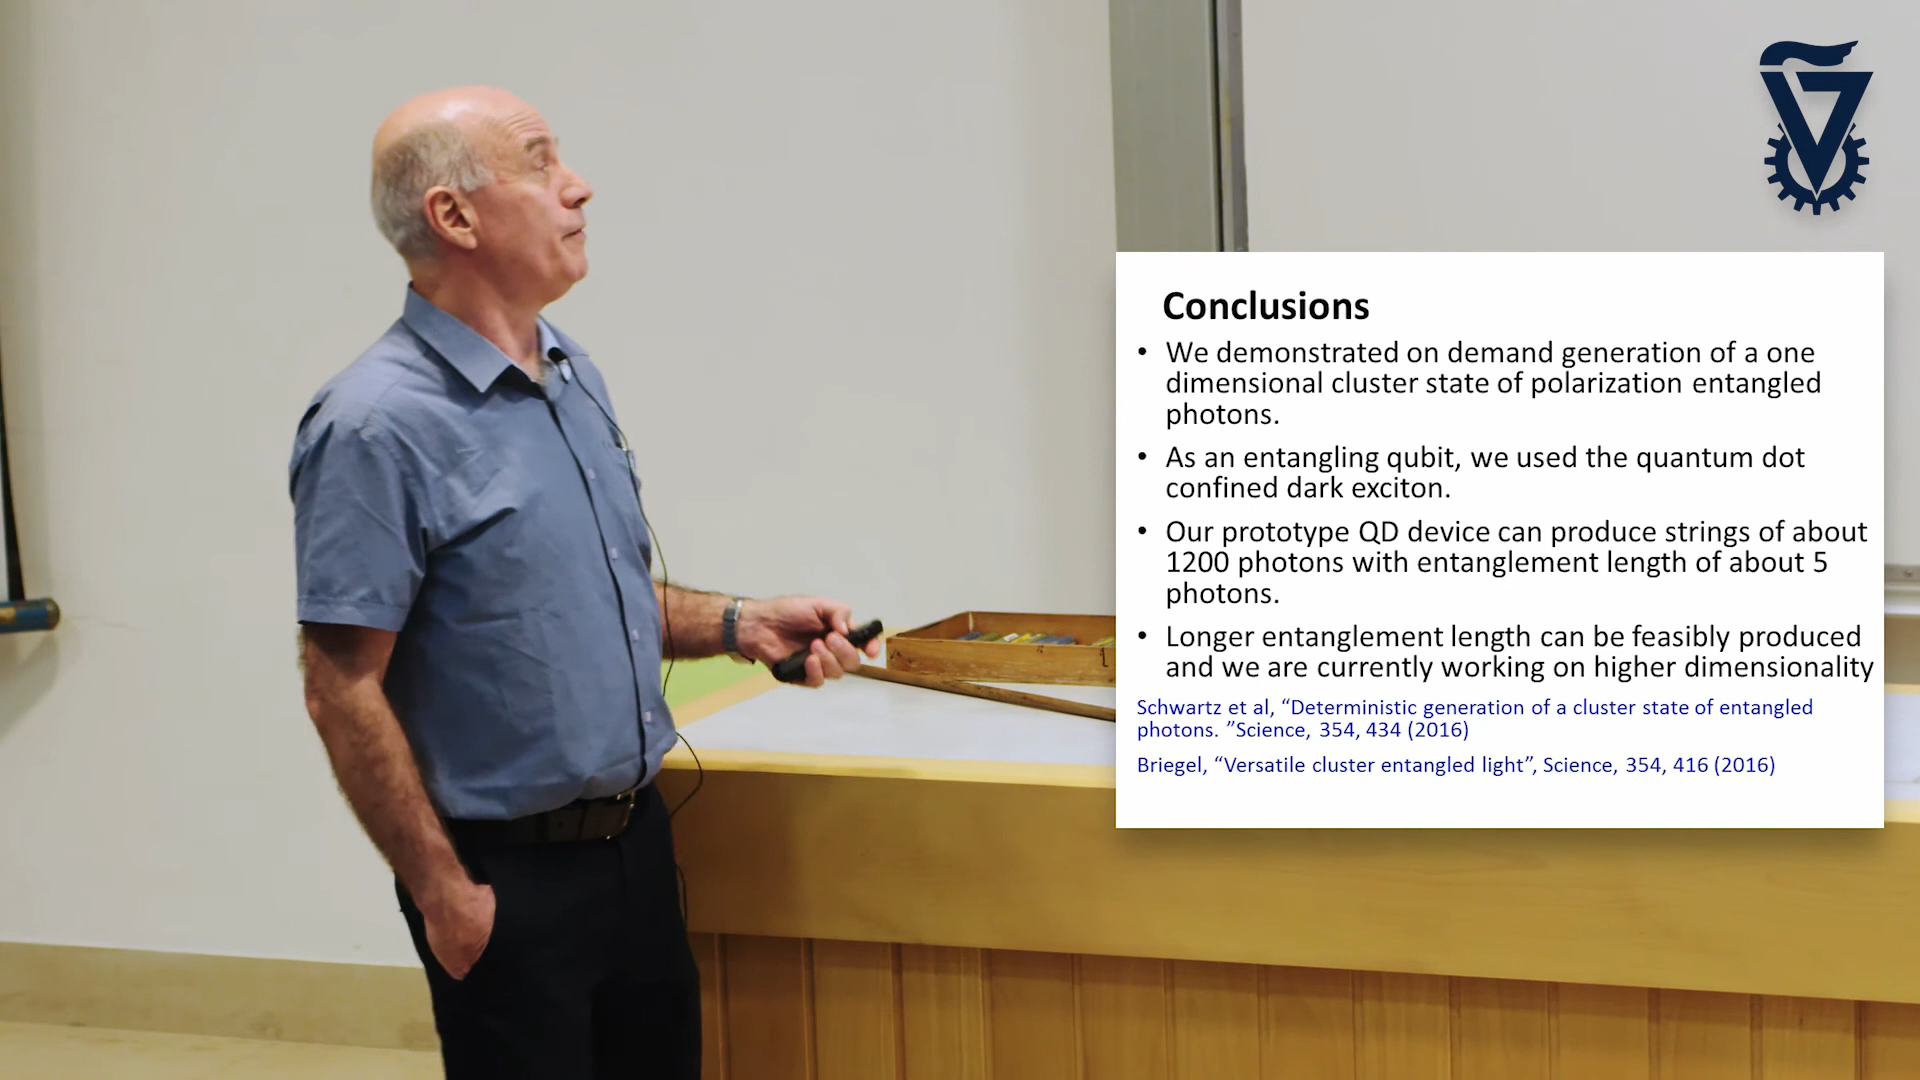 Conclusions
• We demonstrated on demand generation of a one
dimensional cluster state of polarization entangled
photons.
• As an entangling qubit, we used the quantum dot
confined dark exciton.
• Our prototype QD device can produce strings of about
1200 photons with entanglement length of about 5
photons.
• Longer entanglement length can be feasibly produced
and we are currently working on higher dimensionality
Schwartz et al, “Deterministic generation of a cluster state of entangled
photons. ”Science, 354, 434 (2016)
Briegel, “Versatile cluster entangled light”, Science, 354, 416 (2016)